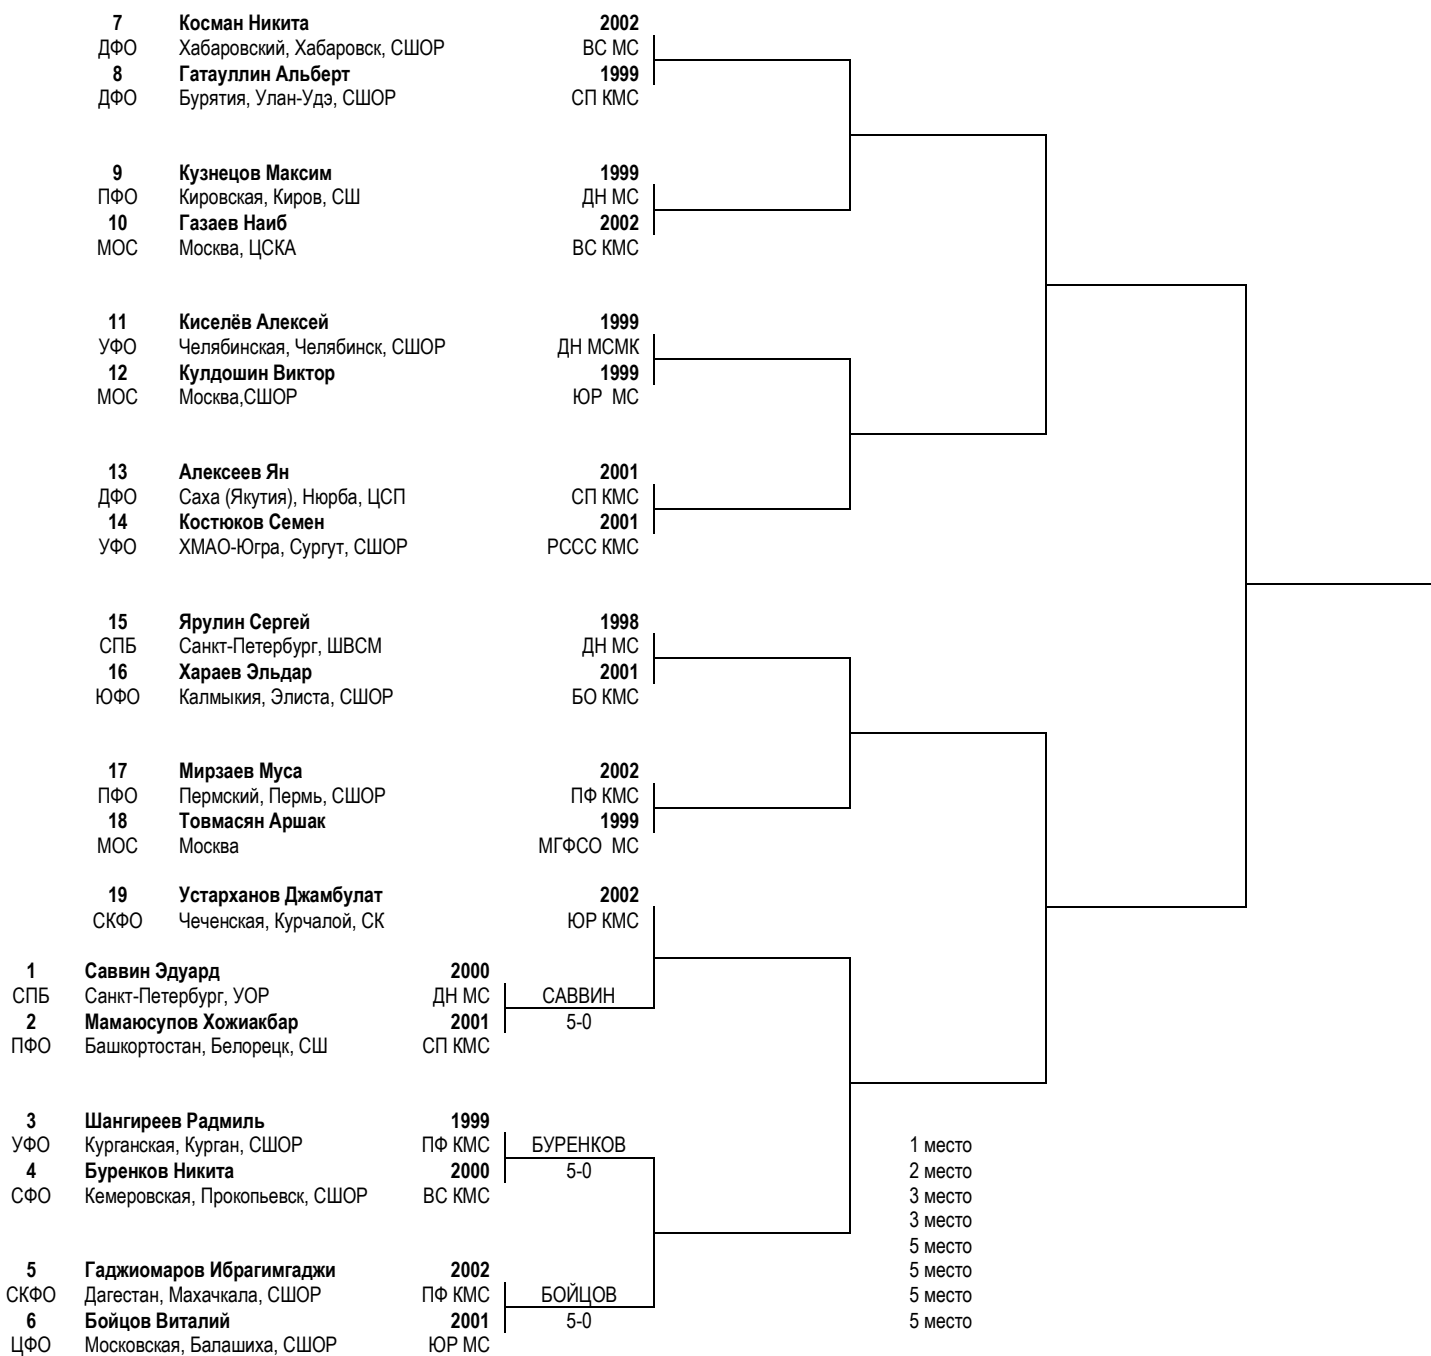 7 Косман Никита 2002
ДФО Хабаровский, Хабаровск, СШОР ВС МС
8 Гатауллин Альберт 1999
ДФО Бурятия, Улан-Удэ, СШОР СП КМС
9 Кузнецов Максим 1999
ПФО Кировская, Киров, СШ ДН МС
10 Газаев Наиб 2002
МОС Москва, ЦСКА ВС КМС
11 Киселёв Алексей 1999
УФО Челябинская, Челябинск, СШОР ДН МСМК
12 Кулдошин Виктор 1999
МОС Москва,СШОР ЮР МС
13 Алексеев Ян 2001
ДФО Саха (Якутия), Нюрба, ЦСП СП КМС
14 Костюков Семен 2001
УФО ХМАО-Югра, Сургут, СШОР РССС КМС
15 Ярулин Сергей 1998
СПБ Санкт-Петербург, ШВСМ ДН МС
16 Хараев Эльдар 2001
ЮФО Калмыкия, Элиста, СШОР БО КМС
17 Мирзаев Муса 2002
ПФО Пермский, Пермь, СШОР ПФ КМС
18 Товмасян Аршак 1999
МОС Москва МГФСО МС
19 Устарханов Джамбулат 2002
СКФО Чеченская, Курчалой, СК ЮР КМС
1 Саввин Эдуард 2000
СПБ Санкт-Петербург, УОР ДН МС САВВИН
2 Мамаюсупов Хожиакбар 2001 5-0
ПФО Башкортостан, Белорецк, СШ СП КМС
3 Шангиреев Радмиль 1999
УФО Курганская, Курган, СШОР ПФ КМС БУРЕНКОВ 1 место
4 Буренков Никита 2000 5-0 2 место
СФО Кемеровская, Прокопьевск, СШОР ВС КМС 3 место
3 место
5 место
5 Гаджиомаров Ибрагимгаджи 2002 5 место
СКФО Дагестан, Махачкала, СШОР ПФ КМС БОЙЦОВ 5 место
6 Бойцов Виталий 2001 5-0 5 место
ЦФО Московская, Балашиха, СШОР ЮР МС